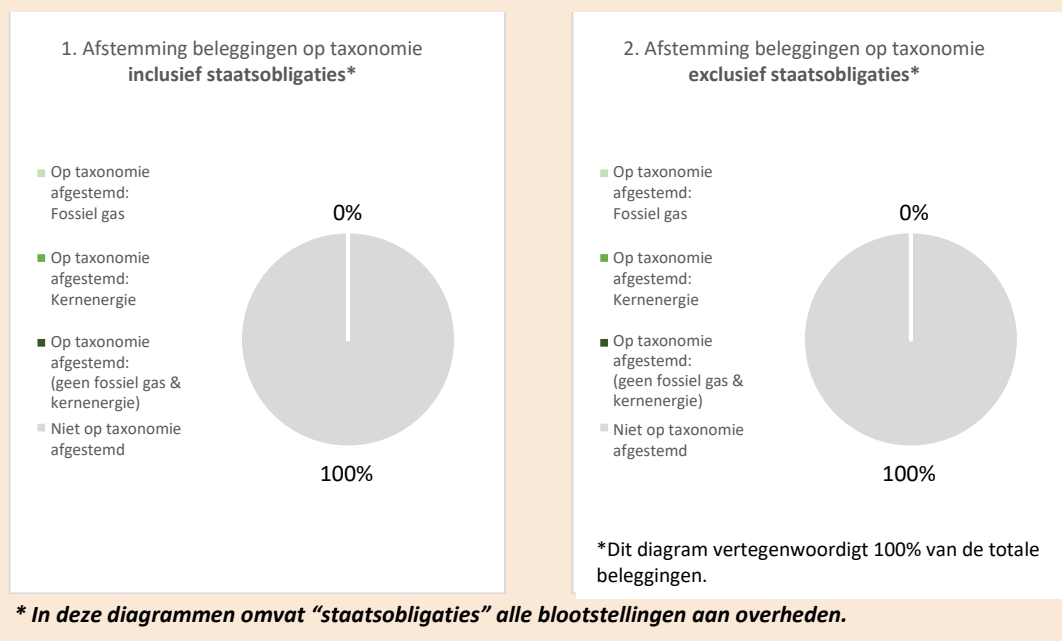 1. Afstemming beleggingen op taxonomie
inclusief staatsobligaties*
Op taxonomie
afgestemd:
Fossiel gas
Op taxonomie
afgestemd:
Kernenergie
Op taxonomie
afgestemd:
(geen fossiel gas &
kernenergie)
Niet op taxonomie
afgestemd
0%
100%
2. Afstemming beleggingen op taxonomie
exclusief staatsobligaties*
Op taxonomie
afgestemd:
Fossiel gas
Op taxonomie
afgestemd:
Kernenergie
Op taxonomie
afgestemd:
(geen fossiel gas &
kernenergie)
Niet op taxonomie
afgestemd
0%
100%
*Dit diagram vertegenwoordigt 100% van de totale
beleggingen.
* In deze diagrammen omvat “staatsobligaties” alle blootstellingen aan overheden.